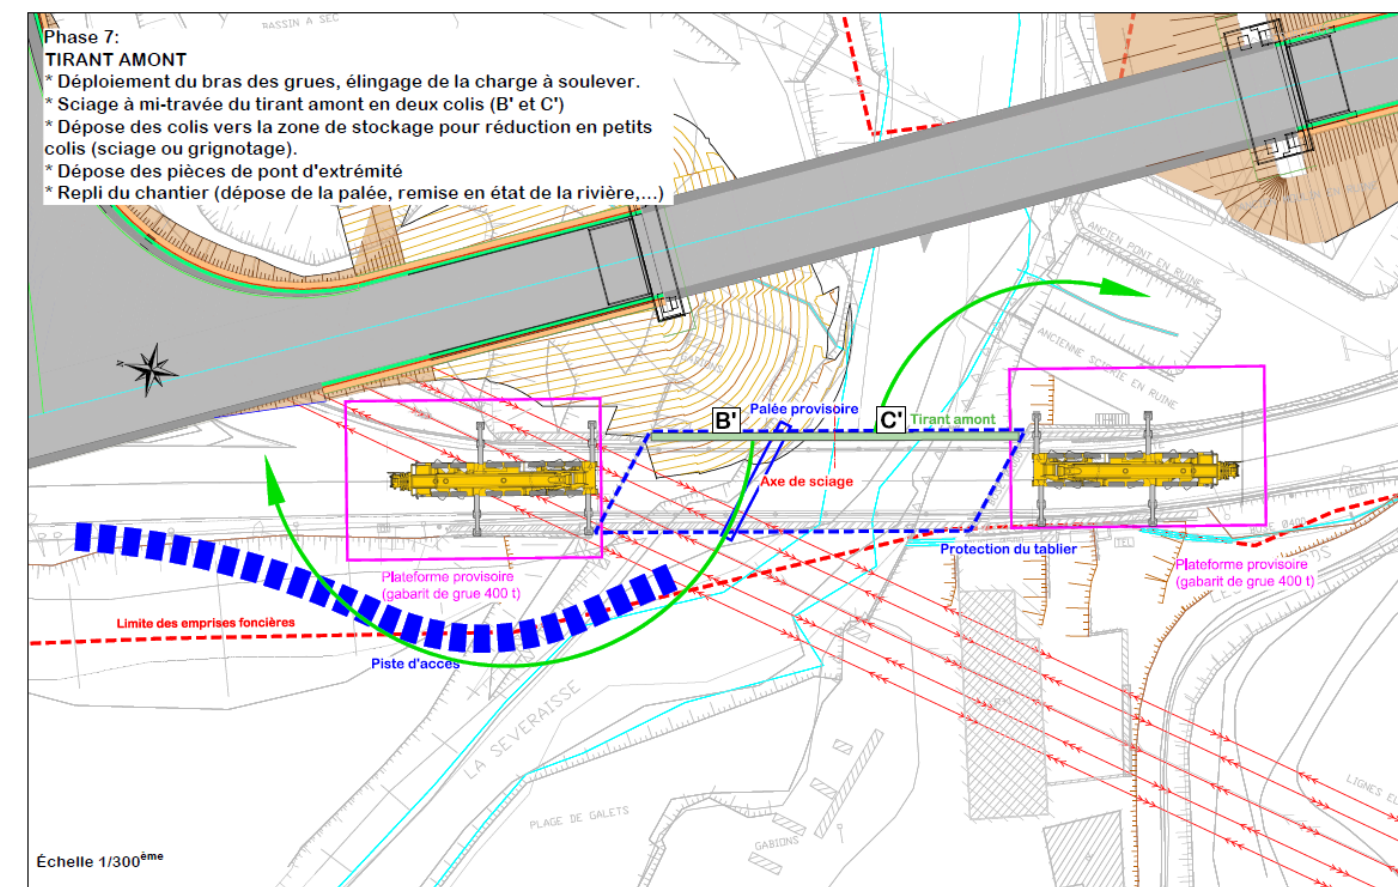 BASSIN A SEC
Phase 7:
TIRANT AMONT
* Déploiement du bras des grues, élingage de la charge à soulever.
* Sciage à mi-travée du tirant amont en deux colis (B' et C')
* Dépose des colis vers la zone de stockage pour réduction en petits
colis (sciage ou grignotage).
* Dépose des pièces de pont d'extrémité
* Repli du chantier (dépose de la palée, remise en état de la rivière,...)
ANCIEN PONT EN RUINE
ANCIENNE SCIERIE EN RUINE
GABIONS
B'
Palée provisoire
C'
Tirant amont
Axe de sciage
Protection du tablier
Plateforme provisoire
(gabarit de grue 400 t)
Plateforme provisoire
(gabarit de grue 400 t)
Limite des emprises foncières
Piste d'accès
LA SEVERAISSE
PLAGE DE GALETS
GABIONS
Échelle 1/300ème